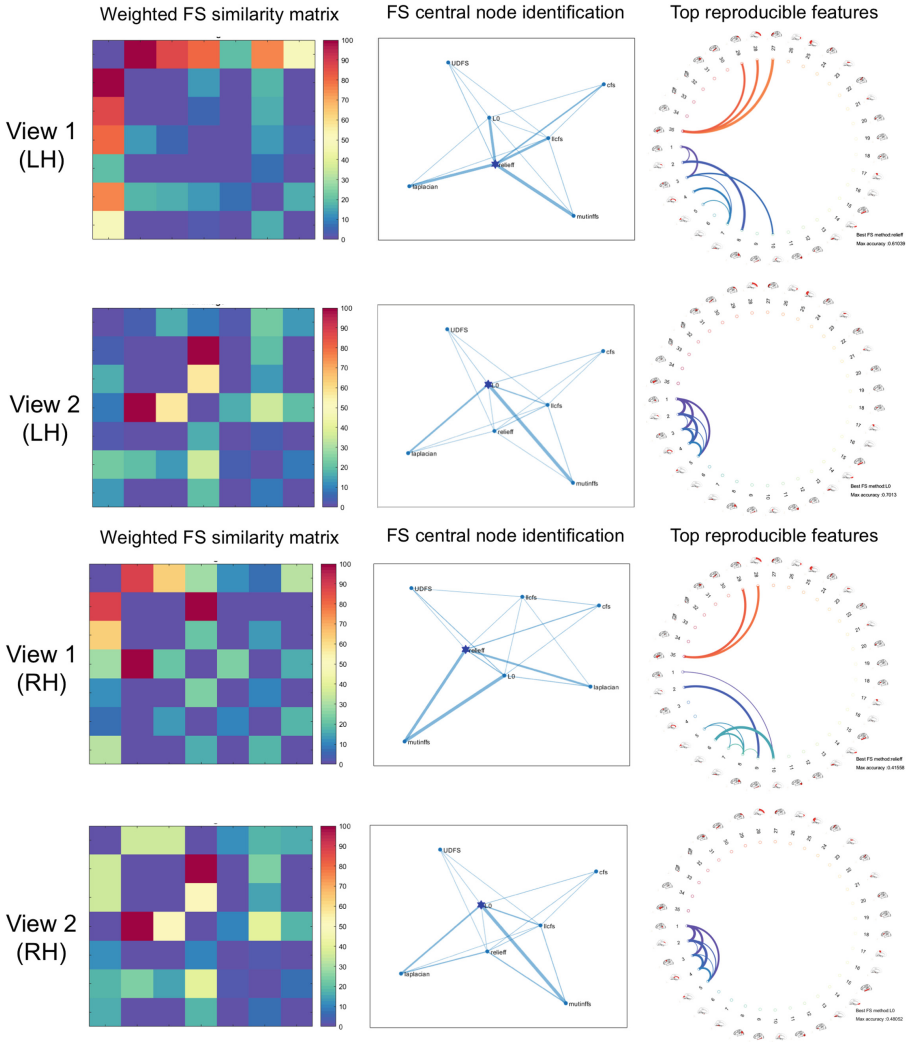 Weighted FS similarity matrix
FS central node identification
Top reproducible features
View 1
(LH)
100
90
80
70
60
50
40
30
20
10
0
UDFS
cfs
L0
llcfs
relieff
laplacian
mutinffs
Best FS method:relieff
Max accuracy :0.61039
View 2
(LH)
100
90
80
70
60
50
40
30
20
10
0
UDFS
cfs
L0
llcfs
relieff
laplacian
mutinffs
Best FS method:L0
Max accuracy :0.7013
Weighted FS similarity matrix
FS central node identification
Top reproducible features
View 1
(RH)
100
90
80
70
60
50
40
30
20
10
0
UDFS
llcfs
cfs
relieff
L0
laplacian
mutinffs
Best FS method:relieff
Max accuracy :0.41558
View 2
(RH)
100
90
80
70
60
50
40
30
20
10
0
UDFS
cfs
L0
llcfs
relieff
laplacian
mutinffs
Best FS method:L0
Max accuracy :0.46052